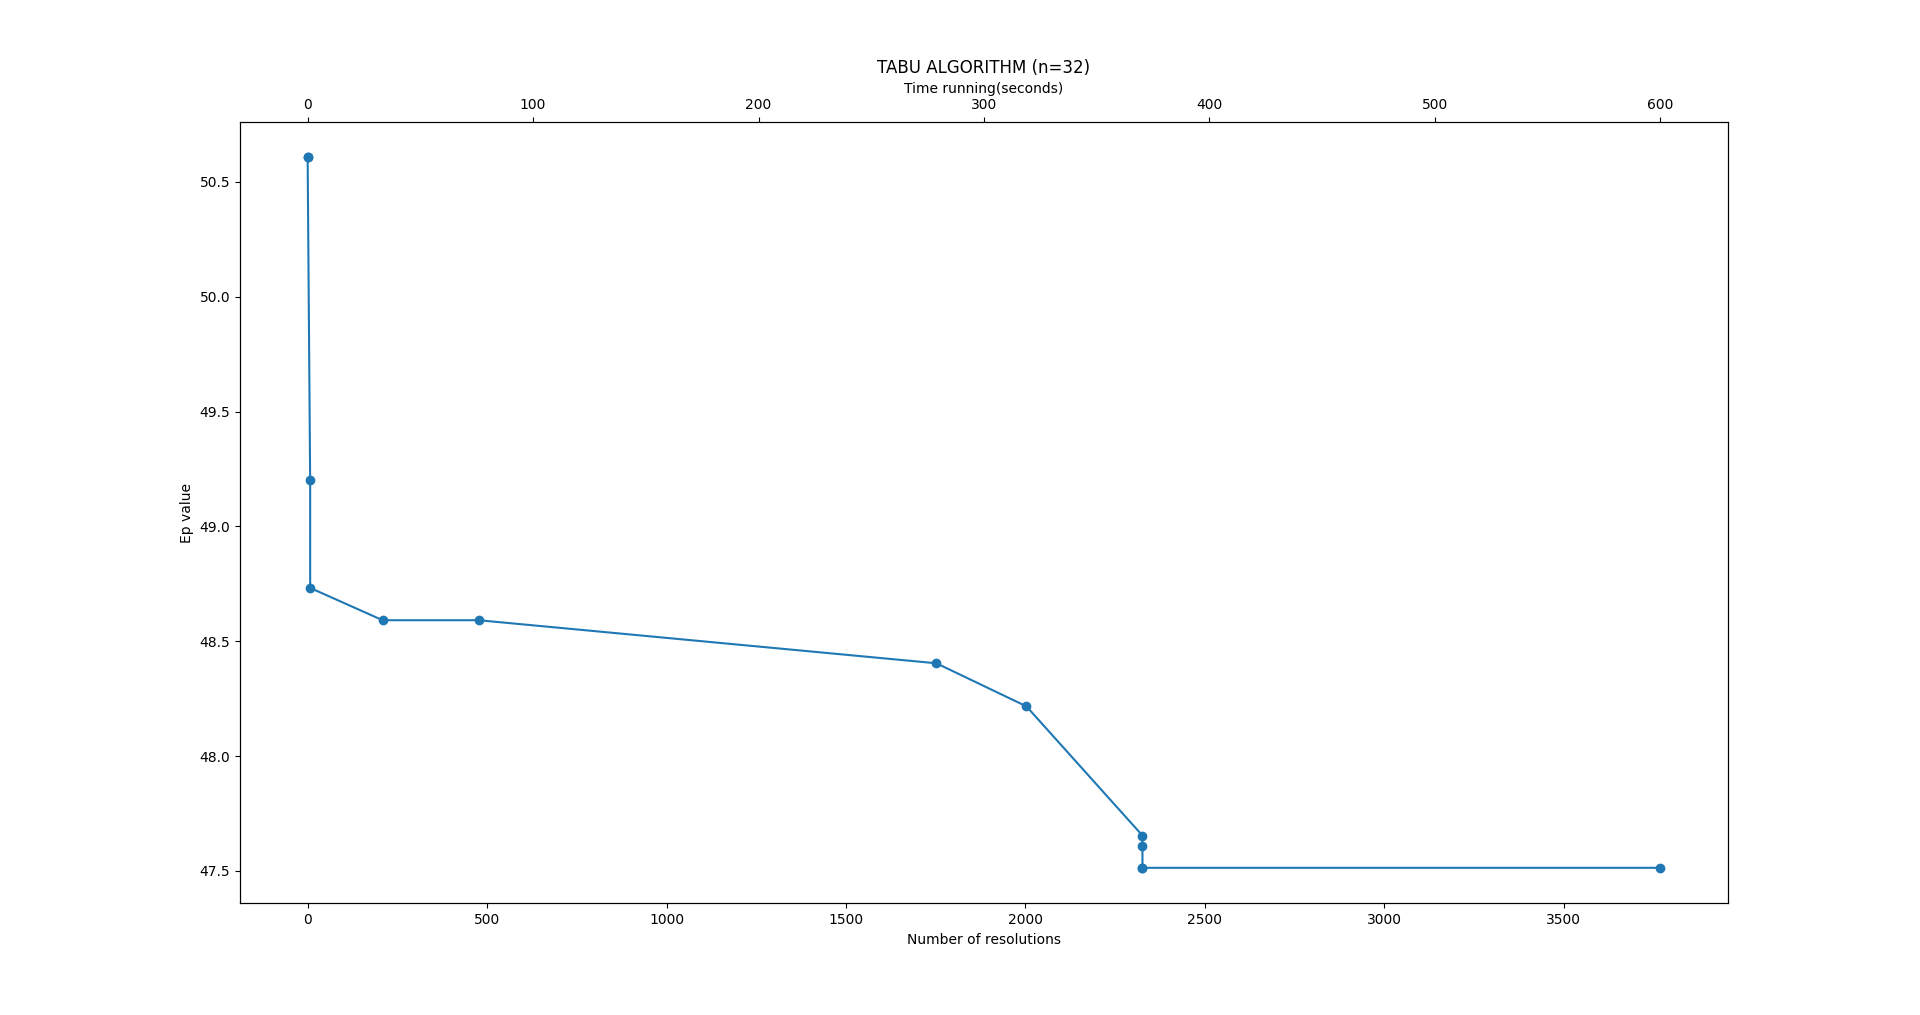 TABU ALGORITHM (n=32)
Time running(seconds)
0 100 200 300 400 500 600
50.5
50.0
49.5
49.0
48.5
48.0
47.5
Ep value
0 500 1000 1500 2000 2500 3000 3500
Number of resolutions